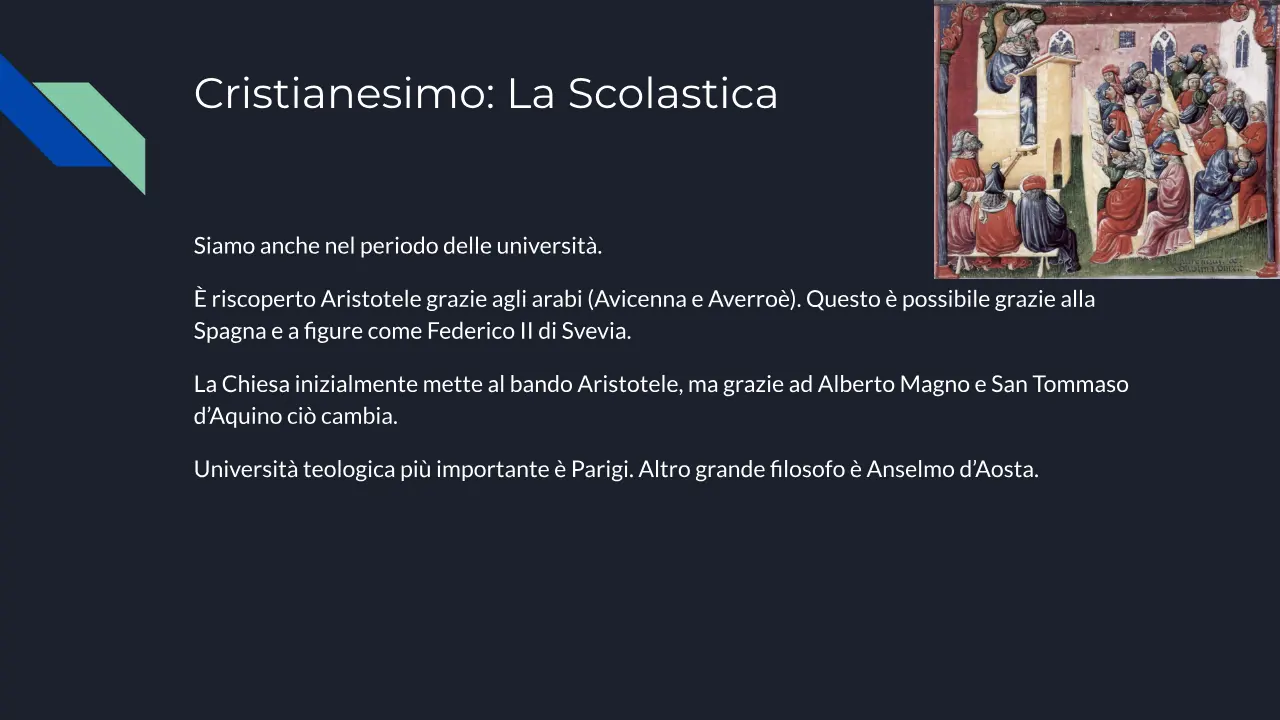 Cristianesimo: La Scolastica
Siamo anche nel periodo delle università.
È riscoperto Aristotele grazie agli arabi (Avicenna e Averroè). Questo è possibile grazie alla
Spagna e a figure come Federico II di Svevia.
La Chiesa inizialmente mette al bando Aristotele, ma grazie ad Alberto Magno e San Tommaso
d’Aquino ciò cambia.
Università teologica più importante è Parigi. Altro grande filosofo è Anselmo d’Aosta.